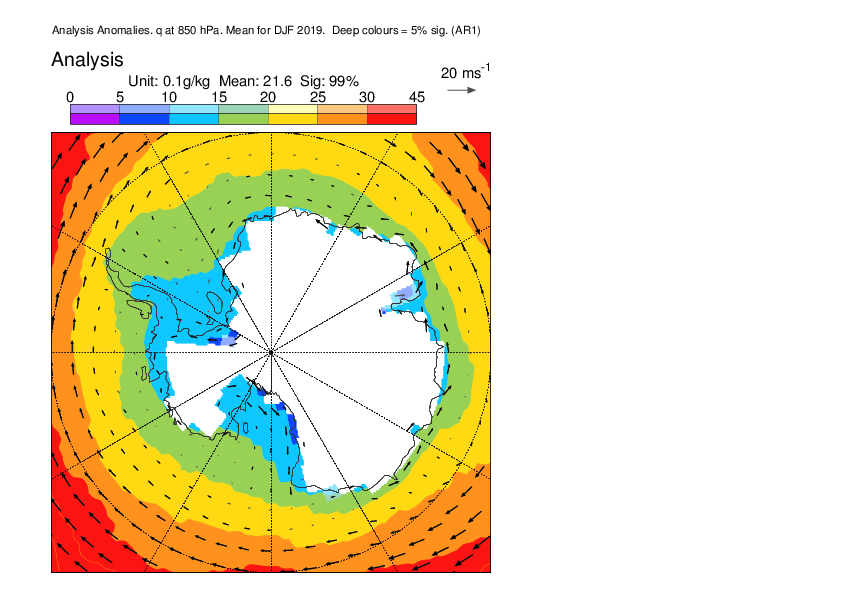 Analysis Anomalies. q at 850 hPa. Mean for DJF 2019.  Deep colours = 5% sig. (AR1)
Analysis
20 ms⁻¹
Unit: 0.1g/kg  Mean: 21.6  Sig: 99%
0 5 10 15 20 25 30 45